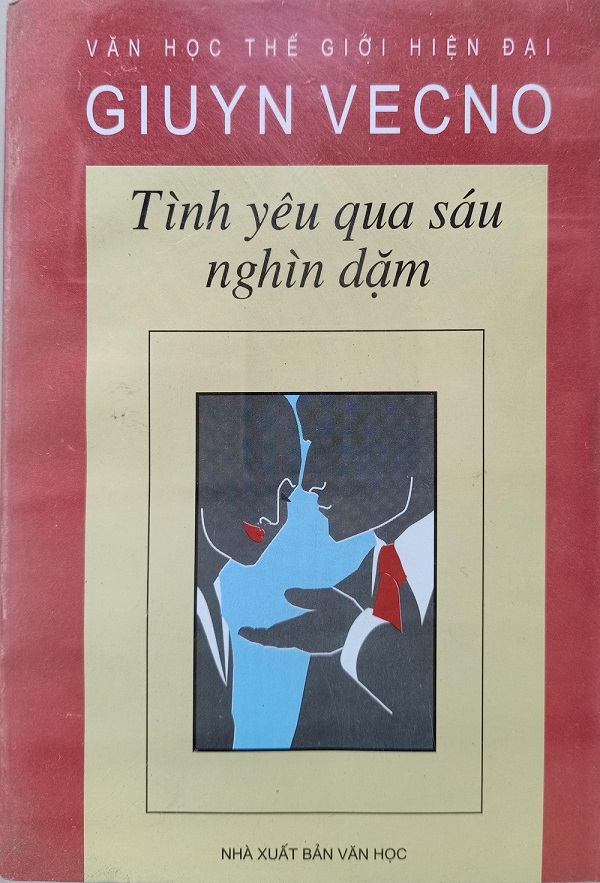 VĂN HỌC THẾ GIỚI HIỆN ĐẠI
GIUYN VECNO
Tình yêu qua sáu
nghìn dặm
NHÀ XUẤT BẢN VĂN HỌC